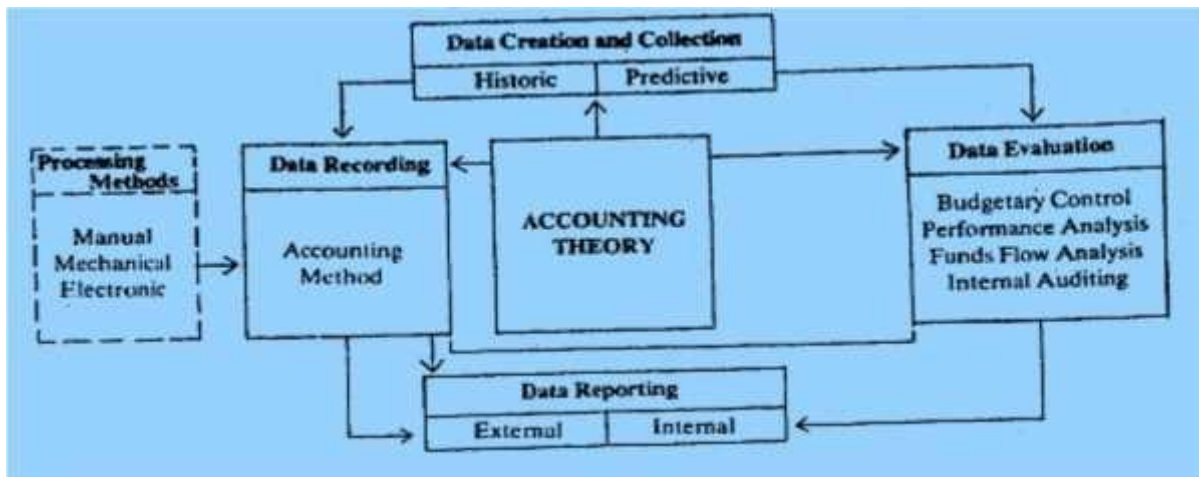 Data Creation and Collection
Historic
Predictive
Processing
Methods
Manual
Mechanical
Electronic
Data Recording
Accounting
Method
ACCOUNTING
THEORY
Data Evaluation
Budgetary Control
Performance Analysis
Funds Flow Analysis
Internal Auditing
Data Reporting
External
Internal